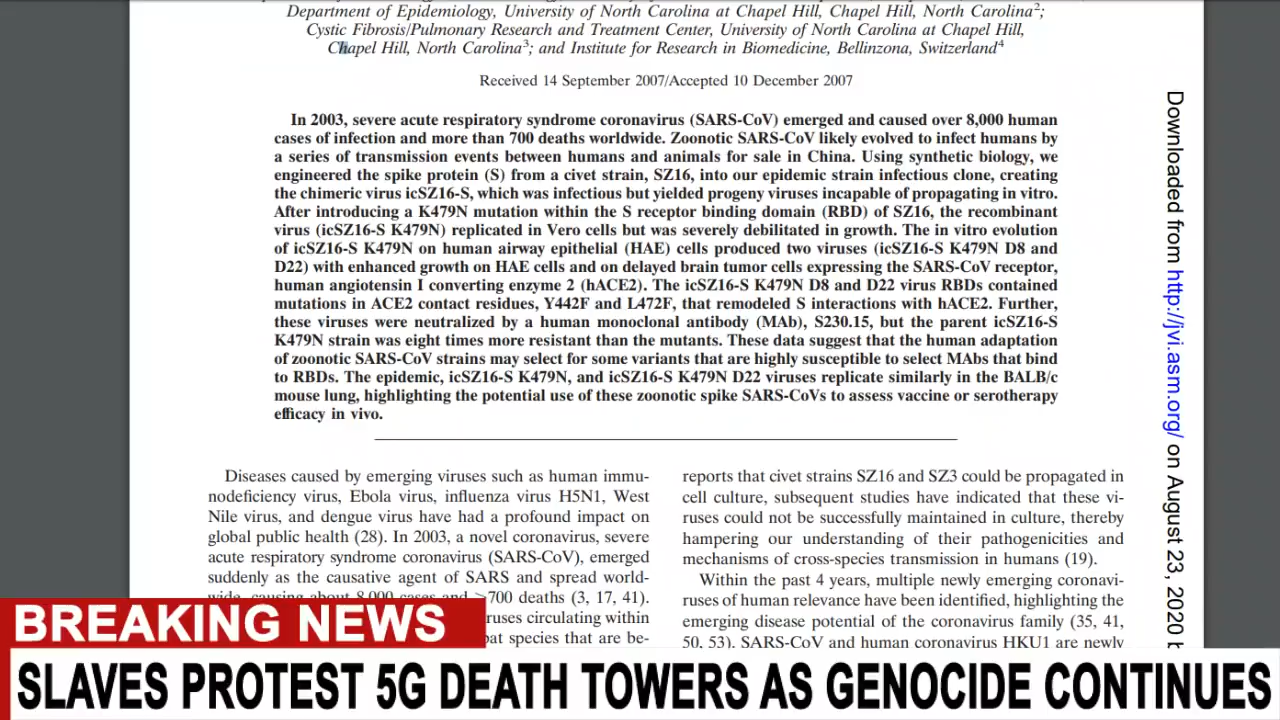 Department of Epidemiology, University of North Carolina at Chapel Hill, Chapel Hill, North Carolina²;
Cystic Fibrosis/Pulmonary Research and Treatment Center, University of North Carolina at Chapel Hill,
Chapel Hill, North Carolina³; and Institute for Research in Biomedicine, Bellinzona, Switzerland⁴
Received 14 September 2007/Accepted 10 December 2007
In 2003, severe acute respiratory syndrome coronavirus (SARS-CoV) emerged and caused over 8,000 human
cases of infection and more than 700 deaths worldwide. Zoonotic SARS-CoV likely evolved to infect humans by
a series of transmission events between humans and animals for sale in China. Using synthetic biology, we
engineered the spike protein (S) from a civet strain, SZ16, into our epidemic strain infectious clone, creating
the chimeric virus icSZ16-S, which was infectious but yielded progeny viruses incapable of propagating in vitro.
After introducing a K479N mutation within the S receptor binding domain (RBD) of SZ16, the recombinant
virus (icSZ16-S K479N) replicated in Vero cells but was severely debilitated in growth. The in vitro evolution
of icSZ16-S K479N on human airway epithelial (HAE) cells produced two viruses (icSZ16-S K479N D8 and
D22) with enhanced growth on HAE cells and on delayed brain tumor cells expressing the SARS-CoV receptor,
human angiotensin I converting enzyme 2 (hACE2). The icSZ16-S K479N D8 and D22 virus RBDs contained
mutations in ACE2 contact residues, Y442F and L472F, that remodeled S interactions with hACE2. Further,
these viruses were neutralized by a human monoclonal antibody (MAb), S230.15, but the parent icSZ16-S
K479N strain was eight times more resistant than the mutants. These data suggest that the human adaptation
of zoonotic SARS-CoV strains may select for some variants that are highly susceptible to select MAbs that bind
to RBDs. The epidemic, icSZ16-S K479N, and icSZ16-S K479N D22 viruses replicate similarly in the BALB/c
mouse lung, highlighting the potential use of these zoonotic spike SARS-CoVs to assess vaccine or serotherapy
efficacy in vivo.
Diseases caused by emerging viruses such as human immu-
nodeficiency virus, Ebola virus, influenza virus H5N1, West
Nile virus, and dengue virus have had a profound impact on
global public health (28). In 2003, a novel coronavirus, severe
acute respiratory syndrome coronavirus (SARS-CoV), emerged
suddenly as the causative agent of SARS and spread world-
wide, causing about 8,000 cases and >700 deaths (3, 17, 41).
ruses circulating within
bat species that are be-
reports that civet strains SZ16 and SZ3 could be propagated in
cell culture, subsequent studies have indicated that these vi-
ruses could not be successfully maintained in culture, thereby
hampering our understanding of their pathogenicities and
mechanisms of cross-species transmission in humans (19).
Within the past 4 years, multiple newly emerging coronavi-
ruses of human relevance have been identified, highlighting the
emerging disease potential of the coronavirus family (35, 41,
50, 53). SARS-CoV and human coronavirus HKU1 are newly
Downloaded from http://jvi.asm.org/ on August 23, 2020
BREAKING NEWS
SLAVES PROTEST 5G DEATH TOWERS AS GENOCIDE CONTINUES